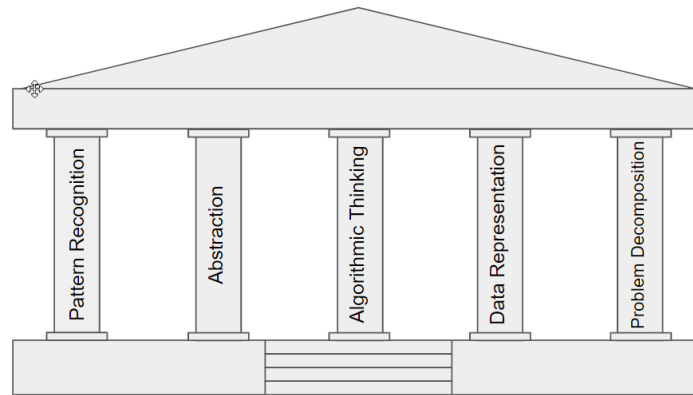 Pattern Recognition
Abstraction
Algorithmic Thinking
Data Representation
Problem Decomposition